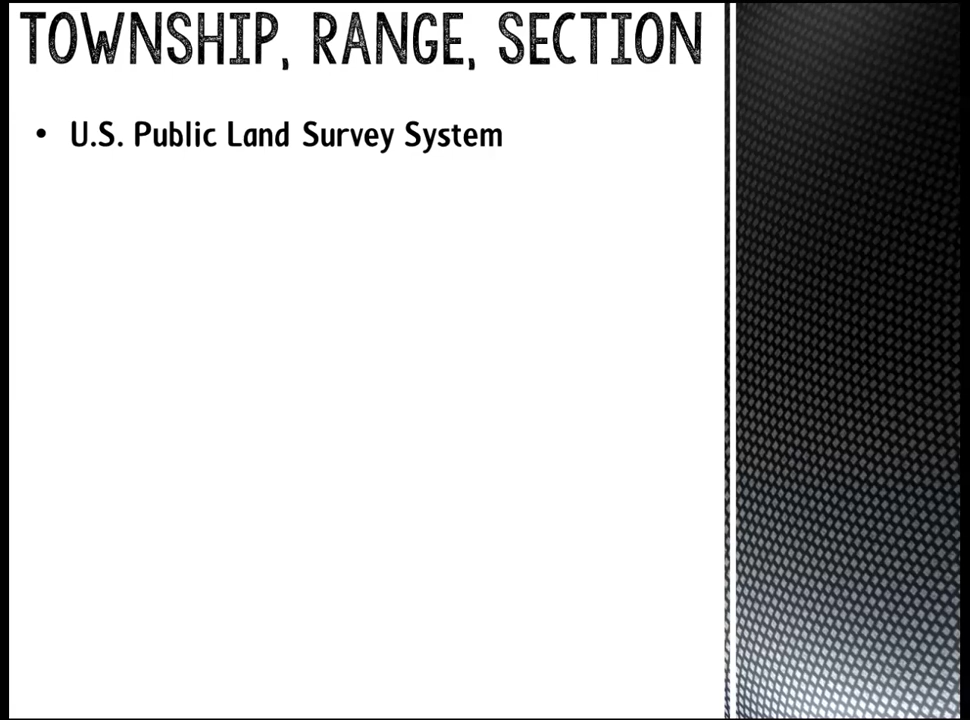 TOWNSHIP, RANGE, SECTION
• U.S. Public Land Survey System